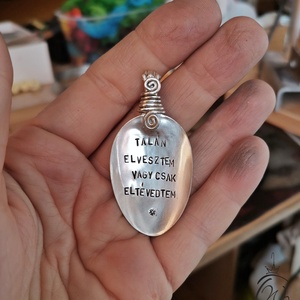 TALÁN
ELVESZTEM
VAGY CSAK
ELTÉVEDTEM